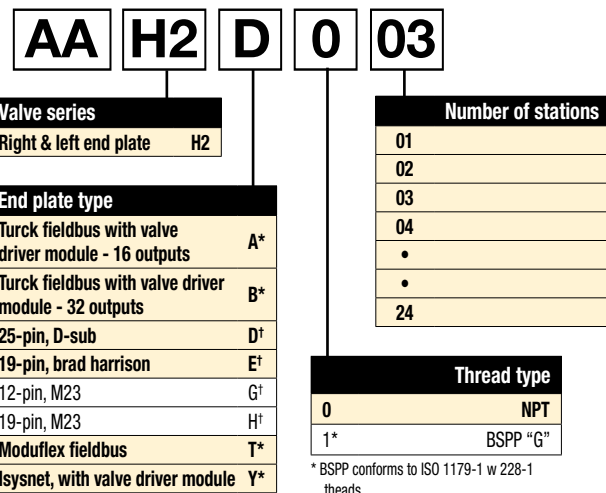 AA H2 D 0 03
Valve series
Right & left end plate H2
End plate type
Turck fieldbus with valve
driver module - 16 outputs A*
Turck fieldbus with valve driver
module - 32 outputs B*
25-pin, D-sub D†
19-pin, brad harrison E†
12-pin, M23 G†
19-pin, M23 H†
Moduflex fieldbus T*
Isysnet, with valve driver module Y*
Number of stations
01
02
03
04
•
•
24
Thread type
0 NPT
1* BSPP “G”
* BSPP conforms to ISO 1179-1 w 228-1
theads